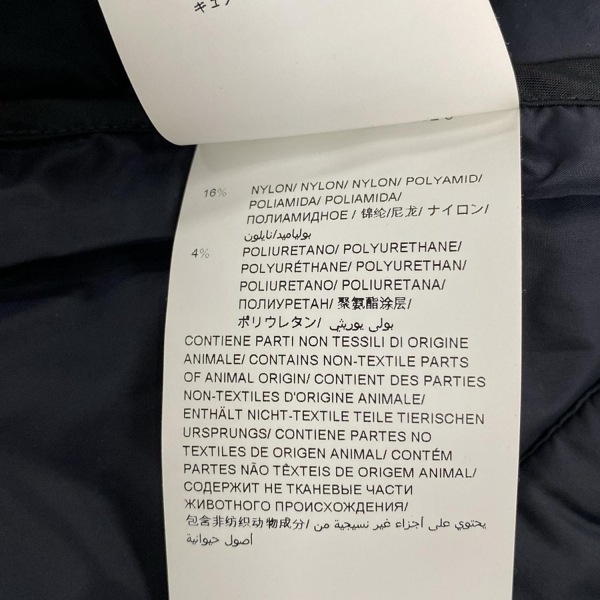 16% NYLON/ NYLON/ NYLON/ POLYAMID/
POLIAMIDA/ POLIAMIDA/
ПОЛИАМИДНОЕ / 锦纶/尼龙/ ナイロン/
بولياميد/نايلون
4% POLIURETANO/ POLYURETHANE/
POLYURÉTHANE/ POLYURETHAN/
POLIURETANO/ POLIURETANA/
ПОЛИУРЕТАН/ 聚氨酯涂层/
ポリウレタン/ بولى يوريثي
CONTIENE PARTI NON TESSILI DI ORIGINE
ANIMALE/ CONTAINS NON-TEXTILE PARTS
OF ANIMAL ORIGIN/ CONTIENT DES PARTIES
NON-TEXTILES D'ORIGINE ANIMALE/
ENTHÄLT NICHT-TEXTILE TEILE TIERISCHEN
URSPRUNGS/ CONTIENE PARTES NO
TEXTILES DE ORIGEN ANIMAL/ CONTÉM
PARTES NÃO TÊXTEIS DE ORIGEM ANIMAL/
СОДЕРЖИТ НЕ ТКАНЕВЫЕ ЧАСТИ
ЖИВОТНОГО ПРОИСХОЖДЕНИЯ/
包含非纺织动物成分/ يحتوي على أجزاء غير نسيجية من
أصول حيوانية